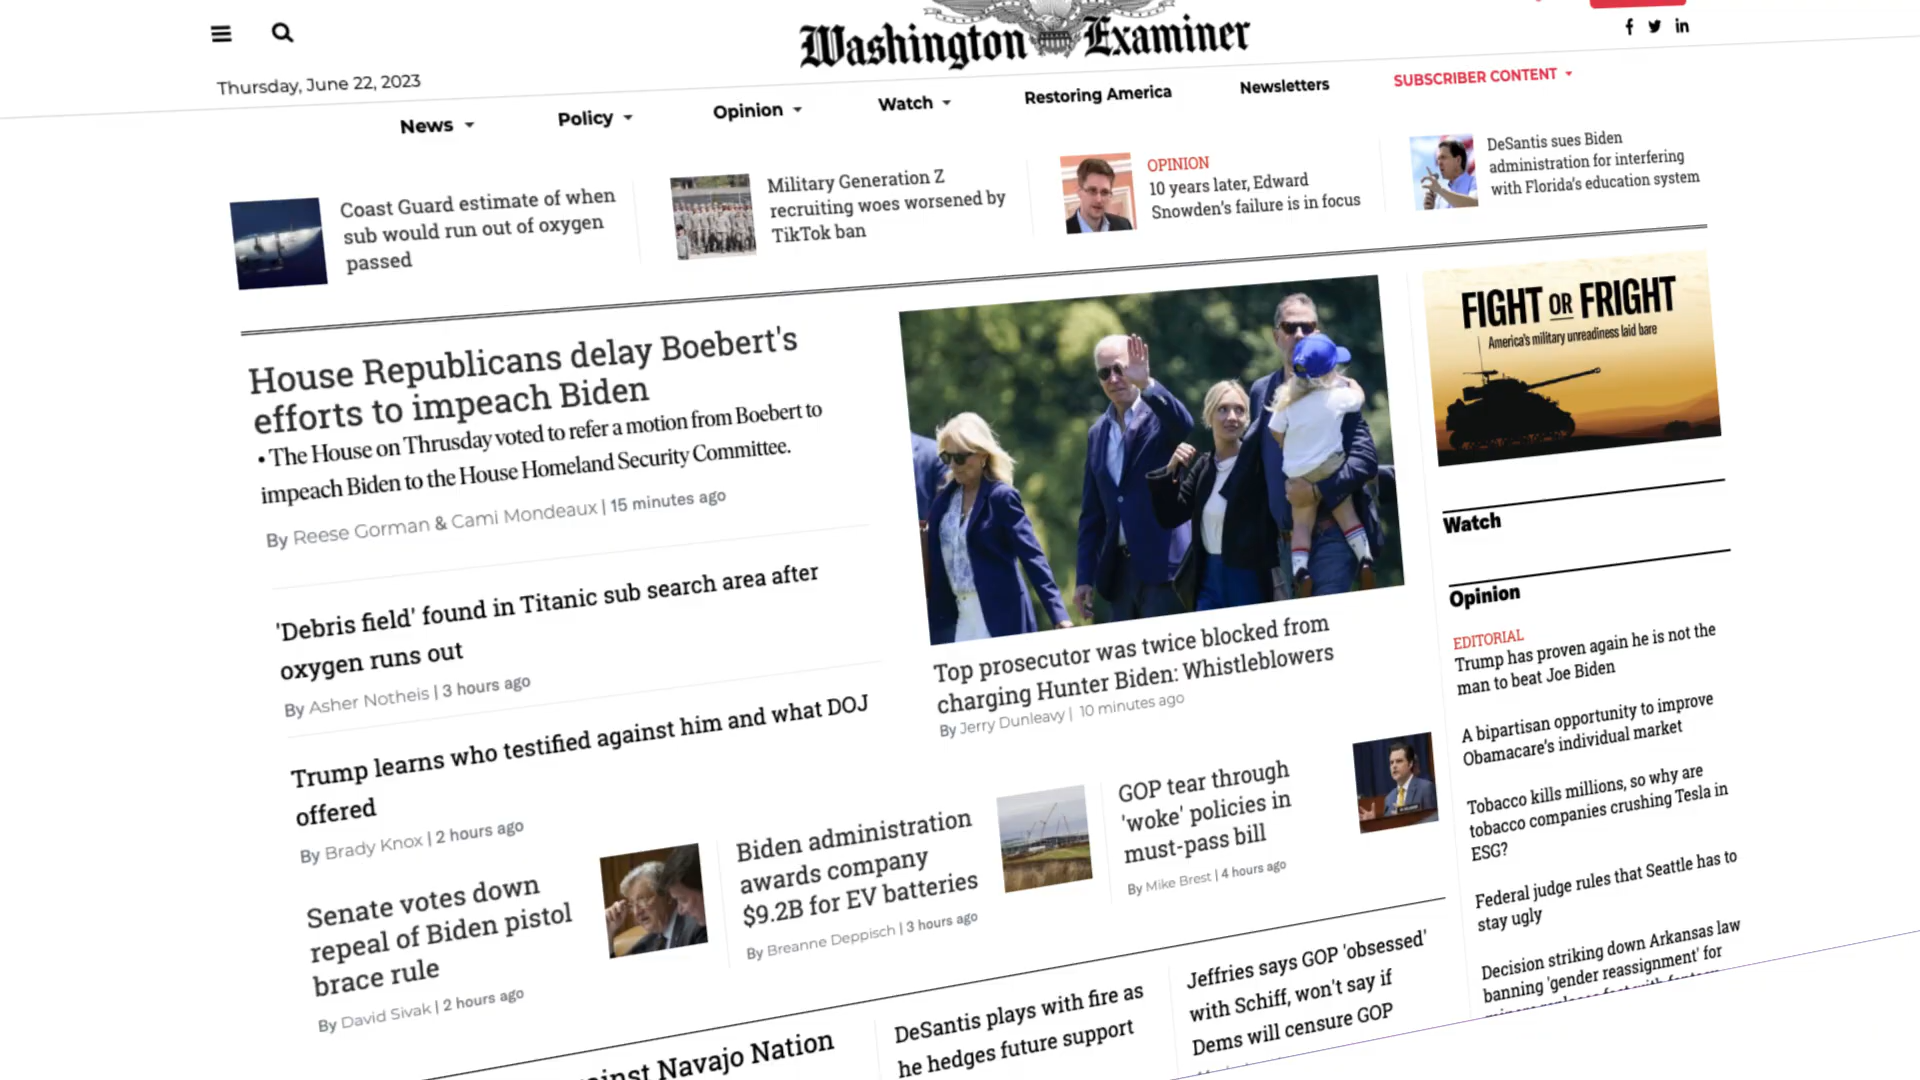 Washington Examiner
Thursday, June 22, 2023
News
Policy
Opinion
Watch
Restoring America
Newsletters
SUBSCRIBER CONTENT
Coast Guard estimate of when
sub would run out of oxygen
passed
Military Generation Z
recruiting woes worsened by
TikTok ban
OPINION
10 years later, Edward
Snowden's failure is in focus
DeSantis sues Biden
administration for interfering
with Florida's education system
House Republicans delay Boebert's
efforts to impeach Biden
• The House on Thrusday voted to refer a motion from Boebert to
impeach Biden to the House Homeland Security Committee.
By Reese Gorman & Cami Mondeaux | 15 minutes ago
'Debris field' found in Titanic sub search area after
oxygen runs out
By Asher Notheis | 3 hours ago
Trump learns who testified against him and what DOJ
offered
By Brady Knox | 2 hours ago
Top prosecutor was twice blocked from
charging Hunter Biden: Whistleblowers
By Jerry Dunleavy | 10 minutes ago
Senate votes down
repeal of Biden pistol
brace rule
By David Sivak | 2 hours ago
Biden administration
awards company
$9.2B for EV batteries
By Breanne Deppisch | 3 hours ago
GOP tear through
'woke' policies in
must-pass bill
By Mike Brest | 4 hours ago
FIGHT OR FRIGHT
America's military unreadiness laid bare
Watch
Opinion
EDITORIAL
Trump has proven again he is not the
man to beat Joe Biden
A bipartisan opportunity to improve
Obamacare's individual market
Tobacco kills millions, so why are
tobacco companies crushing Tesla in
ESG?
Federal judge rules that Seattle has to
stay ugly
Decision striking down Arkansas law
banning 'gender reassignment' for
Navajo Nation
DeSantis plays with fire as
he hedges future support
Jeffries says GOP 'obsessed'
with Schiff, won't say if
Dems will censure GOP